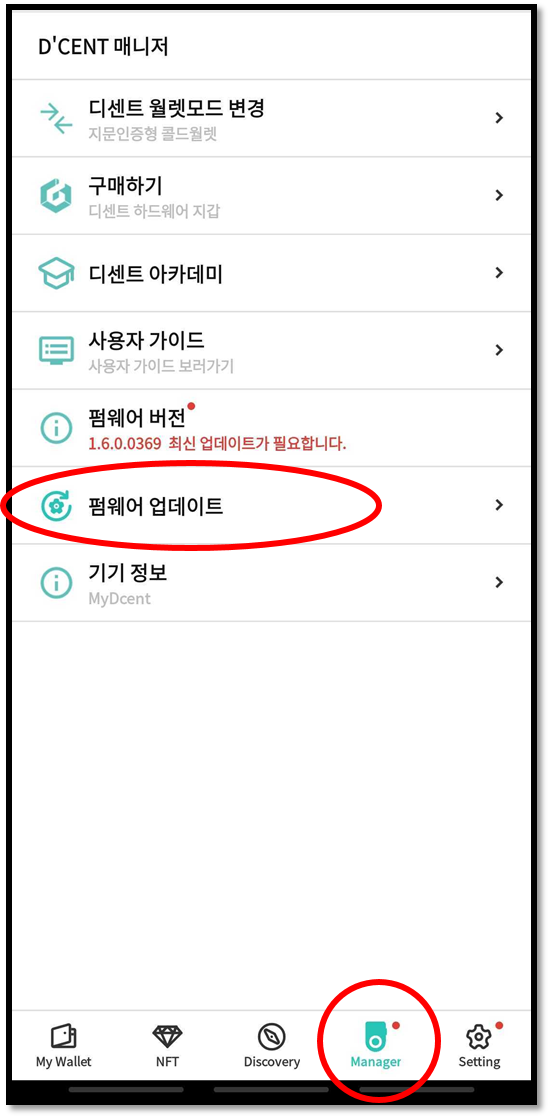 D'CENT 매니저
디센트 월렛모드 변경
지문인증형 콜드월렛
구매하기
디센트 하드웨어 지갑
디센트 아카데미
사용자 가이드
사용자 가이드 보러가기
펌웨어 버전
1.6.0.0369 최신 업데이트가 필요합니다.
펌웨어 업데이트
기기 정보
MyDcent
My Wallet
NFT
Discovery
Manager
Setting